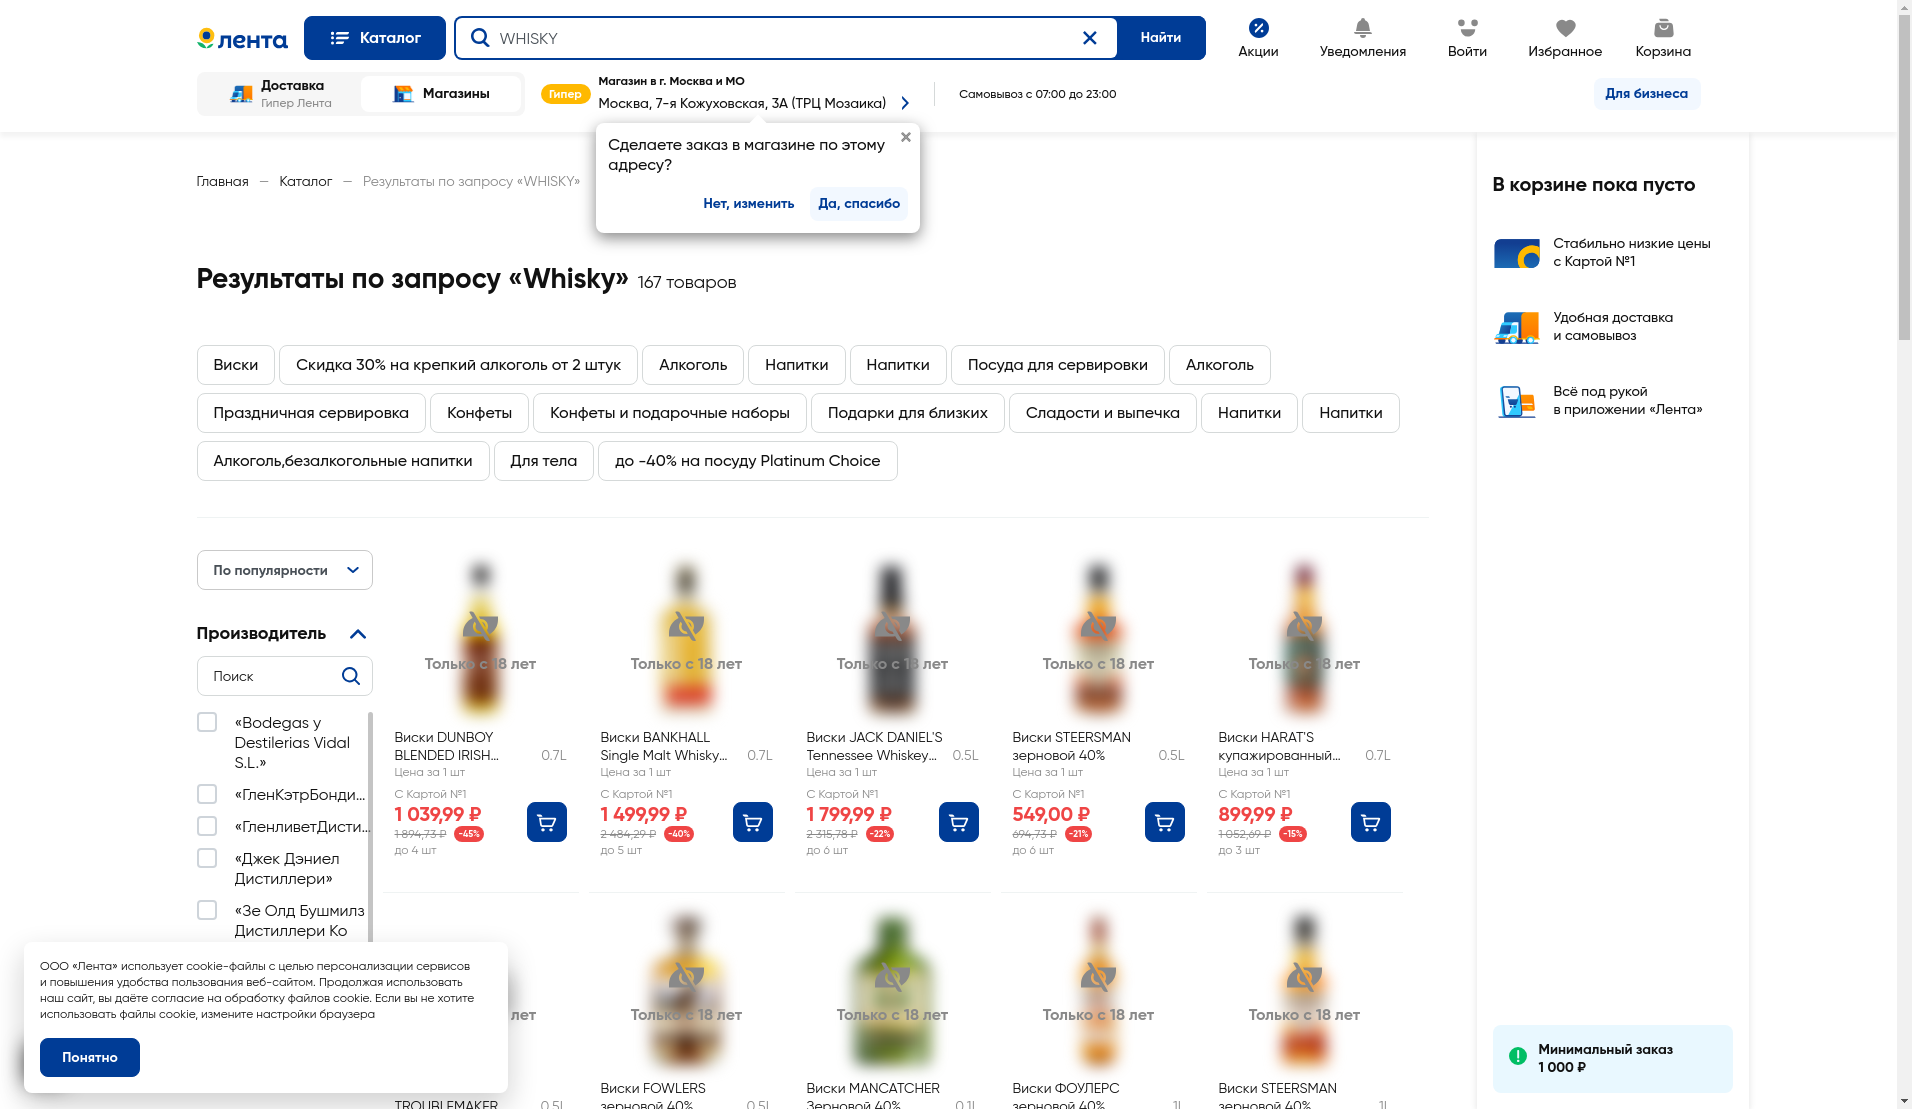 лента
Каталог
WHISKY
Найти
Акции
Уведомления
Войти
Избранное
Корзина
Доставка
Гипер Лента
Магазины
Гипер
Магазин в г. Москва и МО
Москва, 7-я Кожуховская, 3А (ТРЦ Мозаика)
Самовывоз с 07:00 до 23:00
Для бизнеса
Сделаете заказ в магазине по этому
адресу?
Нет, изменить
Да, спасибо
Главная — Каталог — Результаты по запросу «WHISKY»
Результаты по запросу «Whisky» 167 товаров
Виски
Скидка 30% на крепкий алкоголь от 2 штук
Алкоголь
Напитки
Напитки
Посуда для сервировки
Алкоголь
Праздничная сервировка
Конфеты
Конфеты и подарочные наборы
Подарки для близких
Сладости и выпечка
Напитки
Напитки
Алкоголь,безалкогольные напитки
Для тела
до -40% на посуду Platinum Choice
По популярности
Производитель
Поиск
«Bodegas y
Destilerias Vidal
S.L.»
«ГленКэтрБонди...
«ГленливетДисти...
«Джек Дэниел
Дистиллери»
«Зе Олд Бушмилз
Дистиллери Ко
Только с 18 лет
Виски DUNBOY
BLENDED IRISH...
0.7L
Цена за 1 шт
С Картой №1
1 039,99 ₽
1 894,73 ₽
-45%
до 4 шт
Только с 18 лет
Виски BANKHALL
Single Malt Whisky...
0.7L
Цена за 1 шт
С Картой №1
1 499,99 ₽
2 484,29 ₽
-40%
до 5 шт
Только с 18 лет
Виски JACK DANIEL'S
Tennessee Whiskey...
0.5L
Цена за 1 шт
С Картой №1
1 799,99 ₽
2 315,78 ₽
-22%
до 6 шт
Только с 18 лет
Виски STEERSMAN
зерновой 40%
0.5L
Цена за 1 шт
С Картой №1
549,00 ₽
694,73 ₽
-21%
до 6 шт
Только с 18 лет
Виски HARAT'S
купажированный...
0.7L
Цена за 1 шт
С Картой №1
899,99 ₽
1 052,69 ₽
-15%
до 3 шт
лет
TROUBLEMAKER
0.5L
Только с 18 лет
Виски FOWLERS
зерновой 40%
0.5L
Только с 18 лет
Виски MANCATCHER
Зерновой 40%
0.1L
Только с 18 лет
Виски ФОУЛЕРС
зерновой 40%
1L
Только с 18 лет
Виски STEERSMAN
зерновой 40%
1L
ООО «Лента» использует cookie-файлы с целью персонализации сервисов
и повышения удобства пользования веб-сайтом. Продолжая использовать
наш сайт, вы даёте согласие на обработку файлов cookie. Если вы не хотите
использовать файлы cookie, измените настройки браузера
Понятно
В корзине пока пусто
Стабильно низкие цены
с Картой №1
Удобная доставка
и самовывоз
Всё под рукой
в приложении «Лента»
Минимальный заказ
1 000 ₽